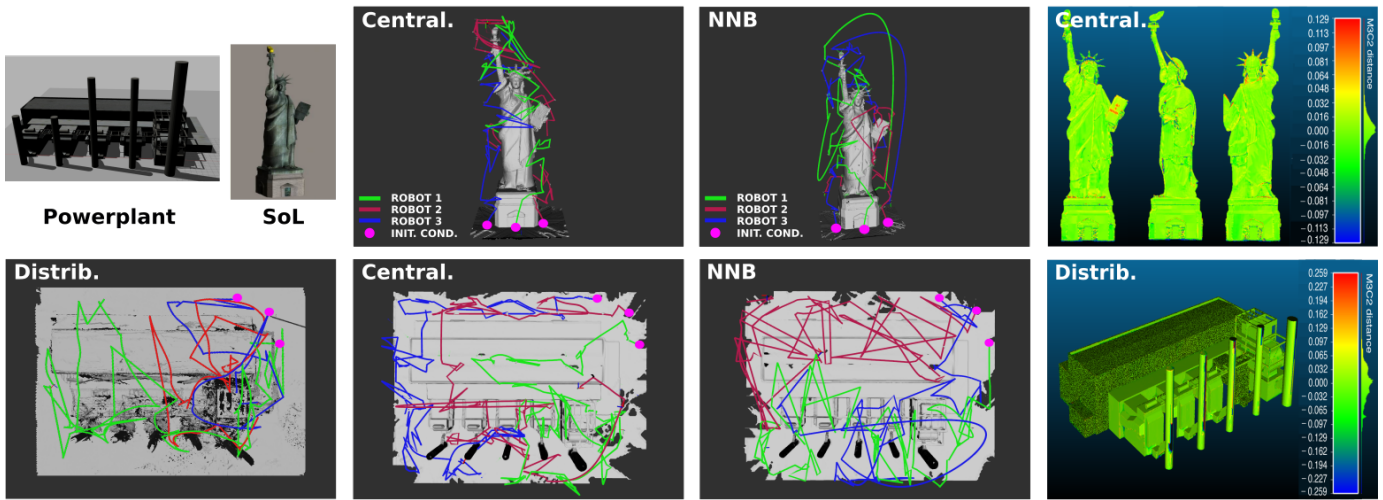 Powerplant
SoL
Central.
ROBOT 1
ROBOT 2
ROBOT 3
INIT. COND.
NNB
ROBOT 1
ROBOT 2
ROBOT 3
INIT. COND.
Central.
0.129
0.113
0.097
0.081
0.064
0.048
0.032
0.016
0.000
-0.016
-0.032
-0.048
-0.064
-0.081
-0.097
-0.113
-0.129
M3C2 distance
Distrib.
Central.
NNB
Distrib.
0.259
0.227
0.194
0.162
0.129
0.097
0.065
0.032
0.000
-0.032
-0.065
-0.097
-0.129
-0.162
-0.194
-0.227
-0.259
M3C2 distance